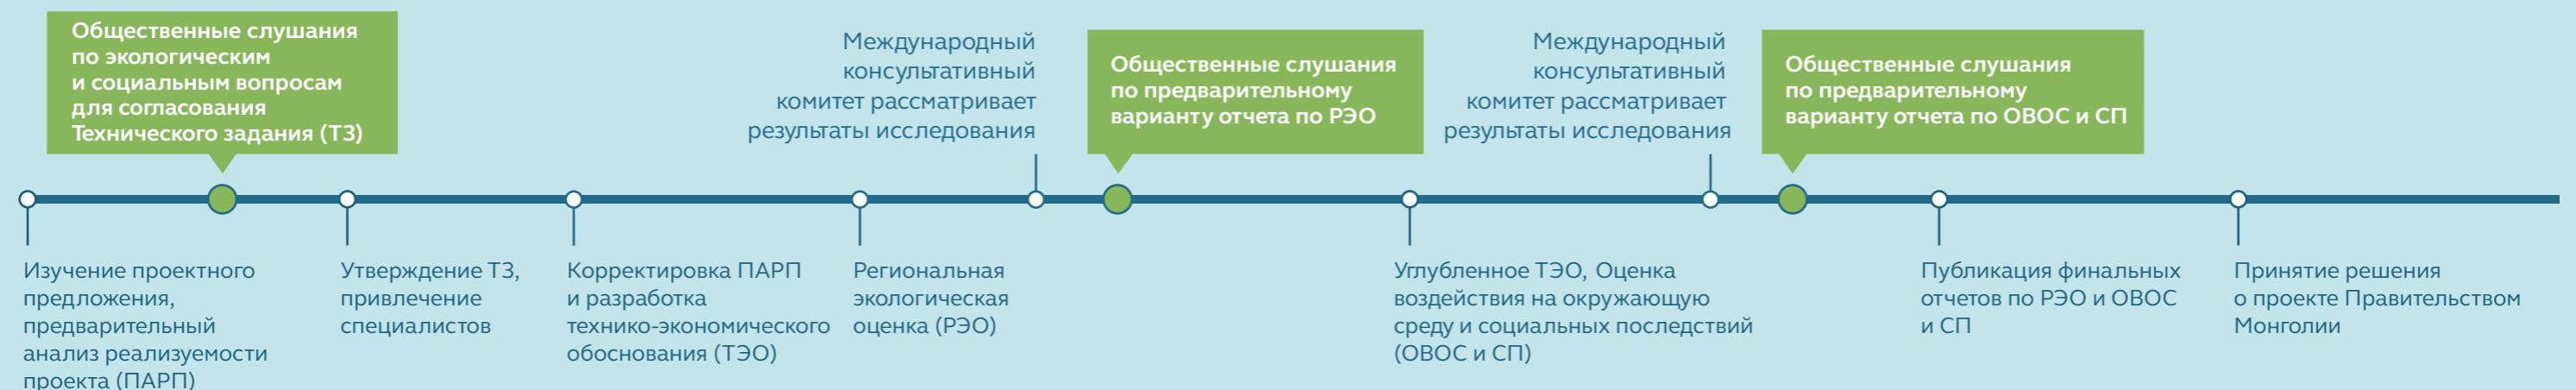 Общественные слушания
по экологическим
и социальным вопросам
для согласования
Технического задания (ТЗ)
Международный
консультативный
комитет рассматривает
результаты исследования
Общественные слушания
по предварительному
варианту отчета по РЭО
Международный
консультативный
комитет рассматривает
результаты исследования
Общественные слушания
по предварительному
варианту отчета по ОВОС и СП
Изучение проектного
предложения,
предварительный
анализ реализуемости
проекта (ПАРП)
Утверждение ТЗ,
привлечение
специалистов
Корректировка ПАРП
и разработка
технико-экономического
обоснования (ТЭО)
Региональная
экологическая
оценка (РЭО)
Углубленное ТЭО, Оценка
воздействия на окружающую
среду и социальных последствий
(ОВОС и СП)
Публикация финальных
отчетов по РЭО и ОВОС
и СП
Принятие решения
о проекте Правительством
Монголии